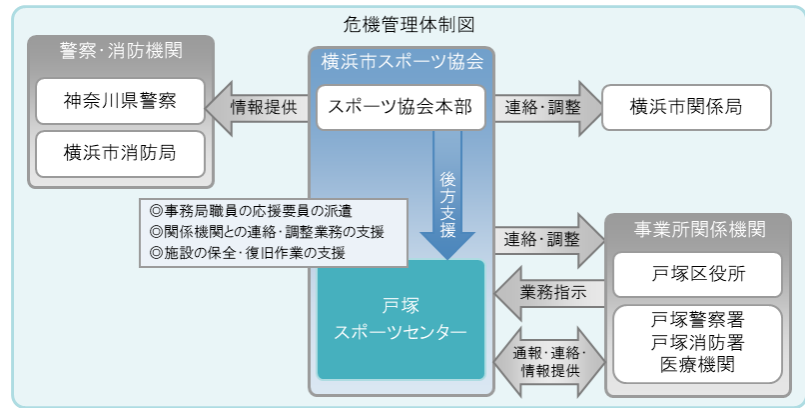 危機管理体制図
警察・消防機関
神奈川県警察
横浜市消防局
情報提供
横浜市スポーツ協会
スポーツ協会本部
連絡・調整
横浜市関係局
後方支援
◎事務局職員の応援要員の派遣
◎関係機関との連絡・調整業務の支援
◎施設の保全・復旧作業の支援
戸塚
スポーツセンター
連絡・調整
業務指示
通報・連絡・
情報提供
事業所関係機関
戸塚区役所
戸塚警察署
戸塚消防署
医療機関